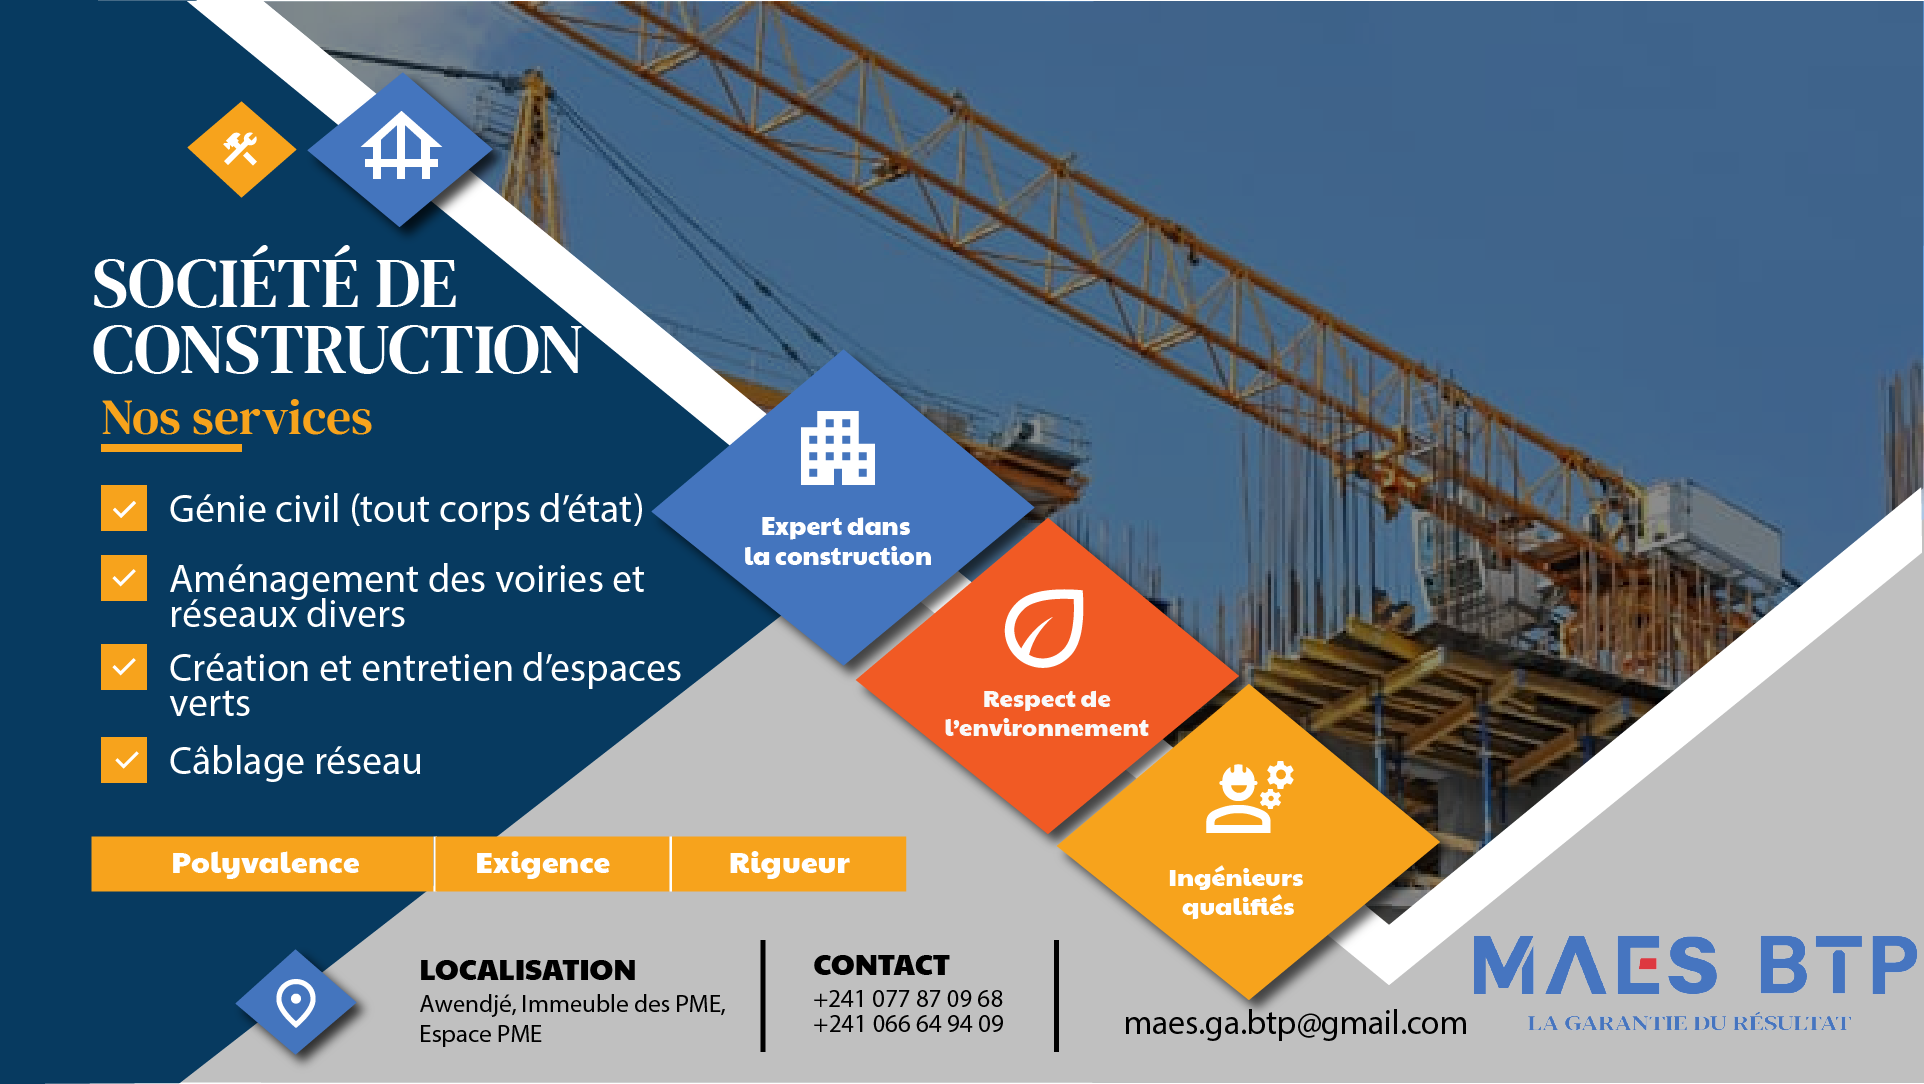 SOCIÉTÉ DE
CONSTRUCTION
Nos services
Génie civil (tout corps d’état)
Aménagement des voiries et
réseaux divers
Création et entretien d’espaces
verts
Câblage réseau
Expert dans
la construction
Respect de
l’environnement
Ingénieurs
qualifiés
Polyvalence
Exigence
Rigueur
LOCALISATION
Awendjé, Immeuble des PME,
Espace PME
CONTACT
+241 077 87 09 68
+241 066 64 94 09
maes.ga.btp@gmail.com
MAES BTP
LA GARANTIE DU RÉSULTAT